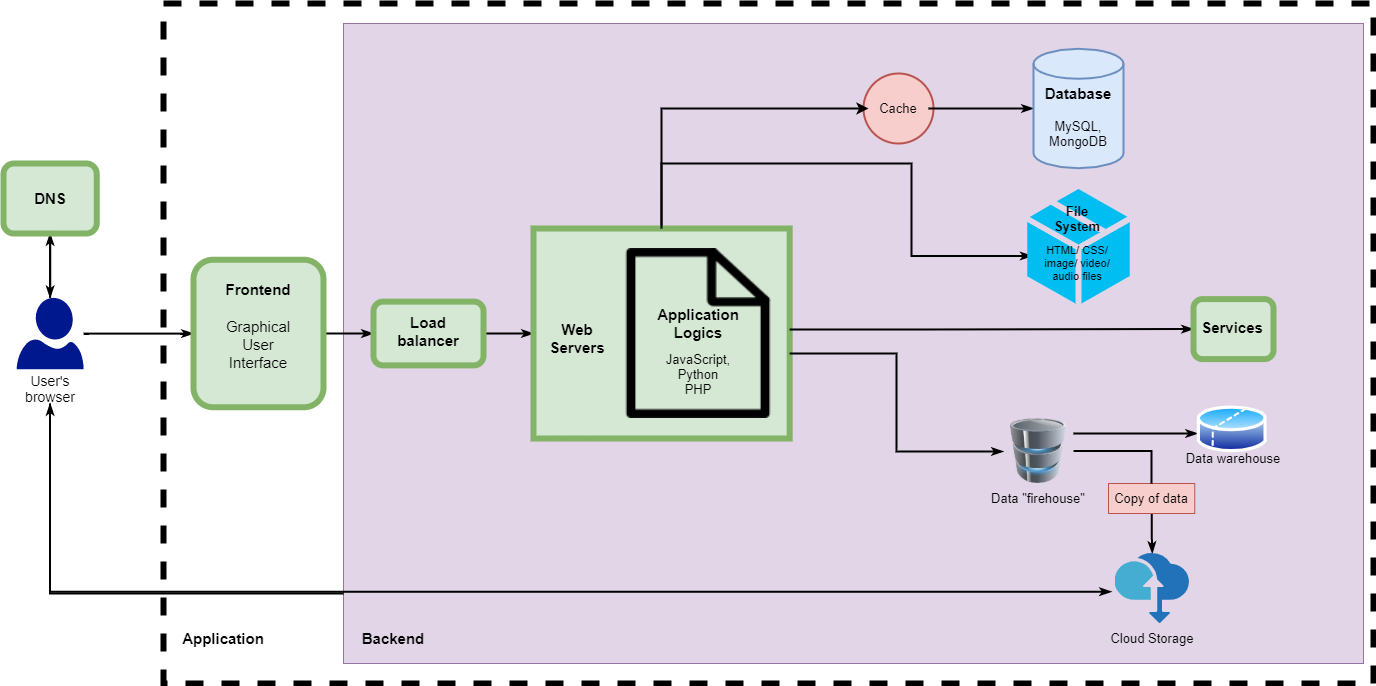 DNS
User's
browser
Frontend
Graphical
User
Interface
Load
balancer
Web
Servers
Application
Logics
JavaScript,
Python
PHP
Cache
Database
MySQL,
MongoDB
File
System
HTML/ CSS/
image/ video/
audio files
Services
Data "firehouse"
Data warehouse
Copy of data
Cloud Storage
Application
Backend